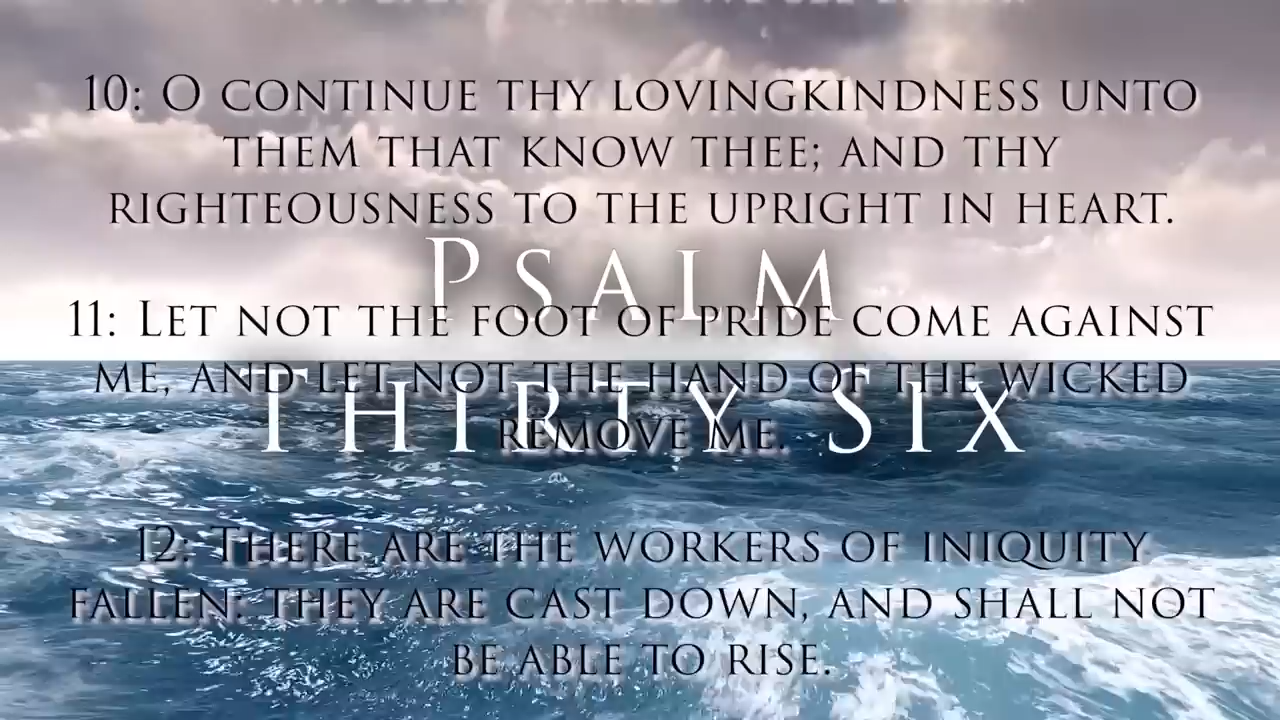 10: O CONTINUE THY LOVINGKINDNESS UNTO
THEM THAT KNOW THEE; AND THY
RIGHTEOUSNESS TO THE UPRIGHT IN HEART.
PSALM
11: LET NOT THE FOOT OF PRIDE COME AGAINST
ME, AND LET NOT THE HAND OF THE WICKED
THIRTY SIX
REMOVE ME.
12: THERE ARE THE WORKERS OF INIQUITY
FALLEN: THEY ARE CAST DOWN, AND SHALL NOT
BE ABLE TO RISE.